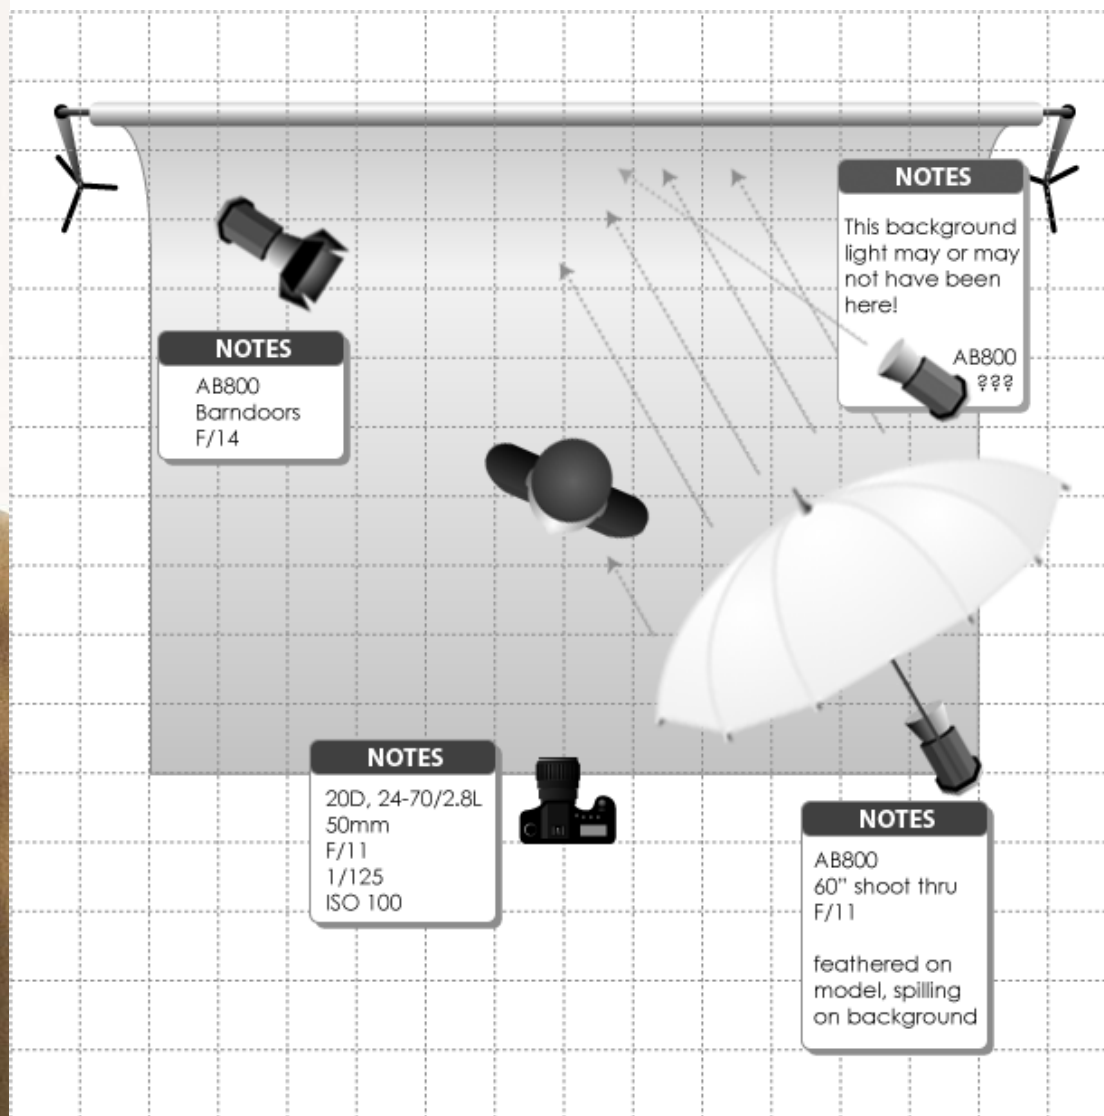 NOTES
This background
light may or may
not have been
here!
AB800
???
NOTES
AB800
Barndoors
F/14
NOTES
20D, 24-70/2.8L
50mm
F/11
1/125
ISO 100
NOTES
AB800
60” shoot thru
F/11
feathered on
model, spilling
on background